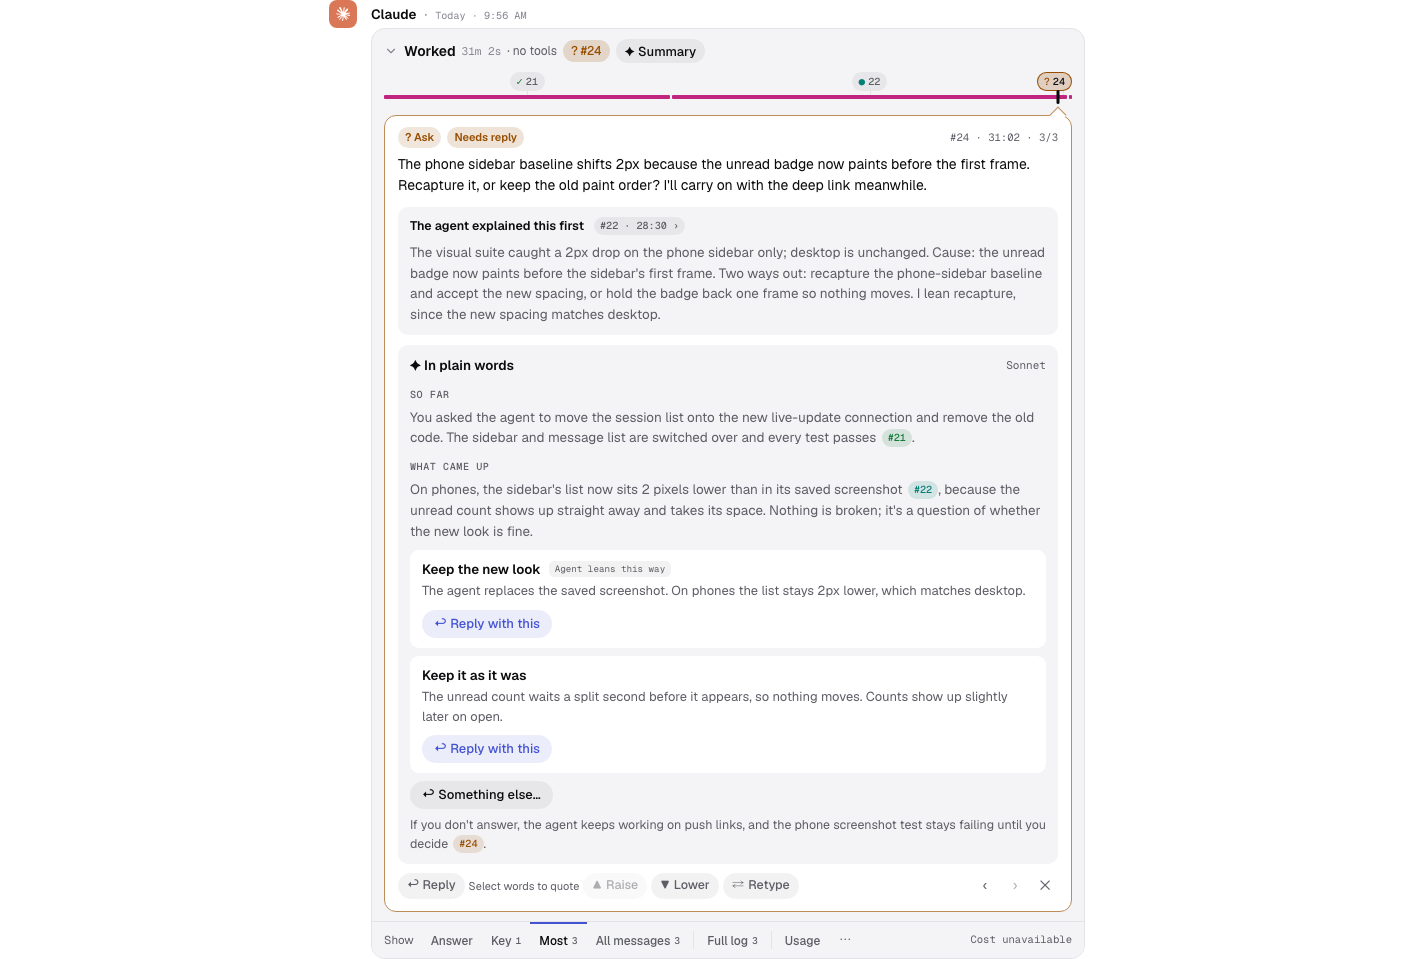 Claude · Today · 9:56 AM
Worked 31m 2s · no tools ? #24 ✦ Summary
✓ 21 ● 22 ? 24
? Ask Needs reply #24 · 31:02 · 3/3
The phone sidebar baseline shifts 2px because the unread badge now paints before the first frame.
Recapture it, or keep the old paint order? I'll carry on with the deep link meanwhile.
The agent explained this first #22 · 28:30 ›
The visual suite caught a 2px drop on the phone sidebar only; desktop is unchanged. Cause: the unread
badge now paints before the sidebar's first frame. Two ways out: recapture the phone-sidebar baseline
and accept the new spacing, or hold the badge back one frame so nothing moves. I lean recapture,
since the new spacing matches desktop.
✦ In plain words Sonnet
SO FAR
You asked the agent to move the session list onto the new live-update connection and remove the old
code. The sidebar and message list are switched over and every test passes #21.
WHAT CAME UP
On phones, the sidebar's list now sits 2 pixels lower than in its saved screenshot #22, because the
unread count shows up straight away and takes its space. Nothing is broken; it's a question of whether
the new look is fine.
Keep the new look Agent leans this way
The agent replaces the saved screenshot. On phones the list stays 2px lower, which matches desktop.
↩ Reply with this
Keep it as it was
The unread count waits a split second before it appears, so nothing moves. Counts show up slightly
later on open.
↩ Reply with this
↩ Something else...
If you don't answer, the agent keeps working on push links, and the phone screenshot test stays failing until you
decide #24.
↩ Reply Select words to quote ▲ Raise ▼ Lower ⇄ Retype ‹ › ✕
Show Answer Key 1 Most 3 All messages 3 Full log 3 Usage ··· Cost unavailable